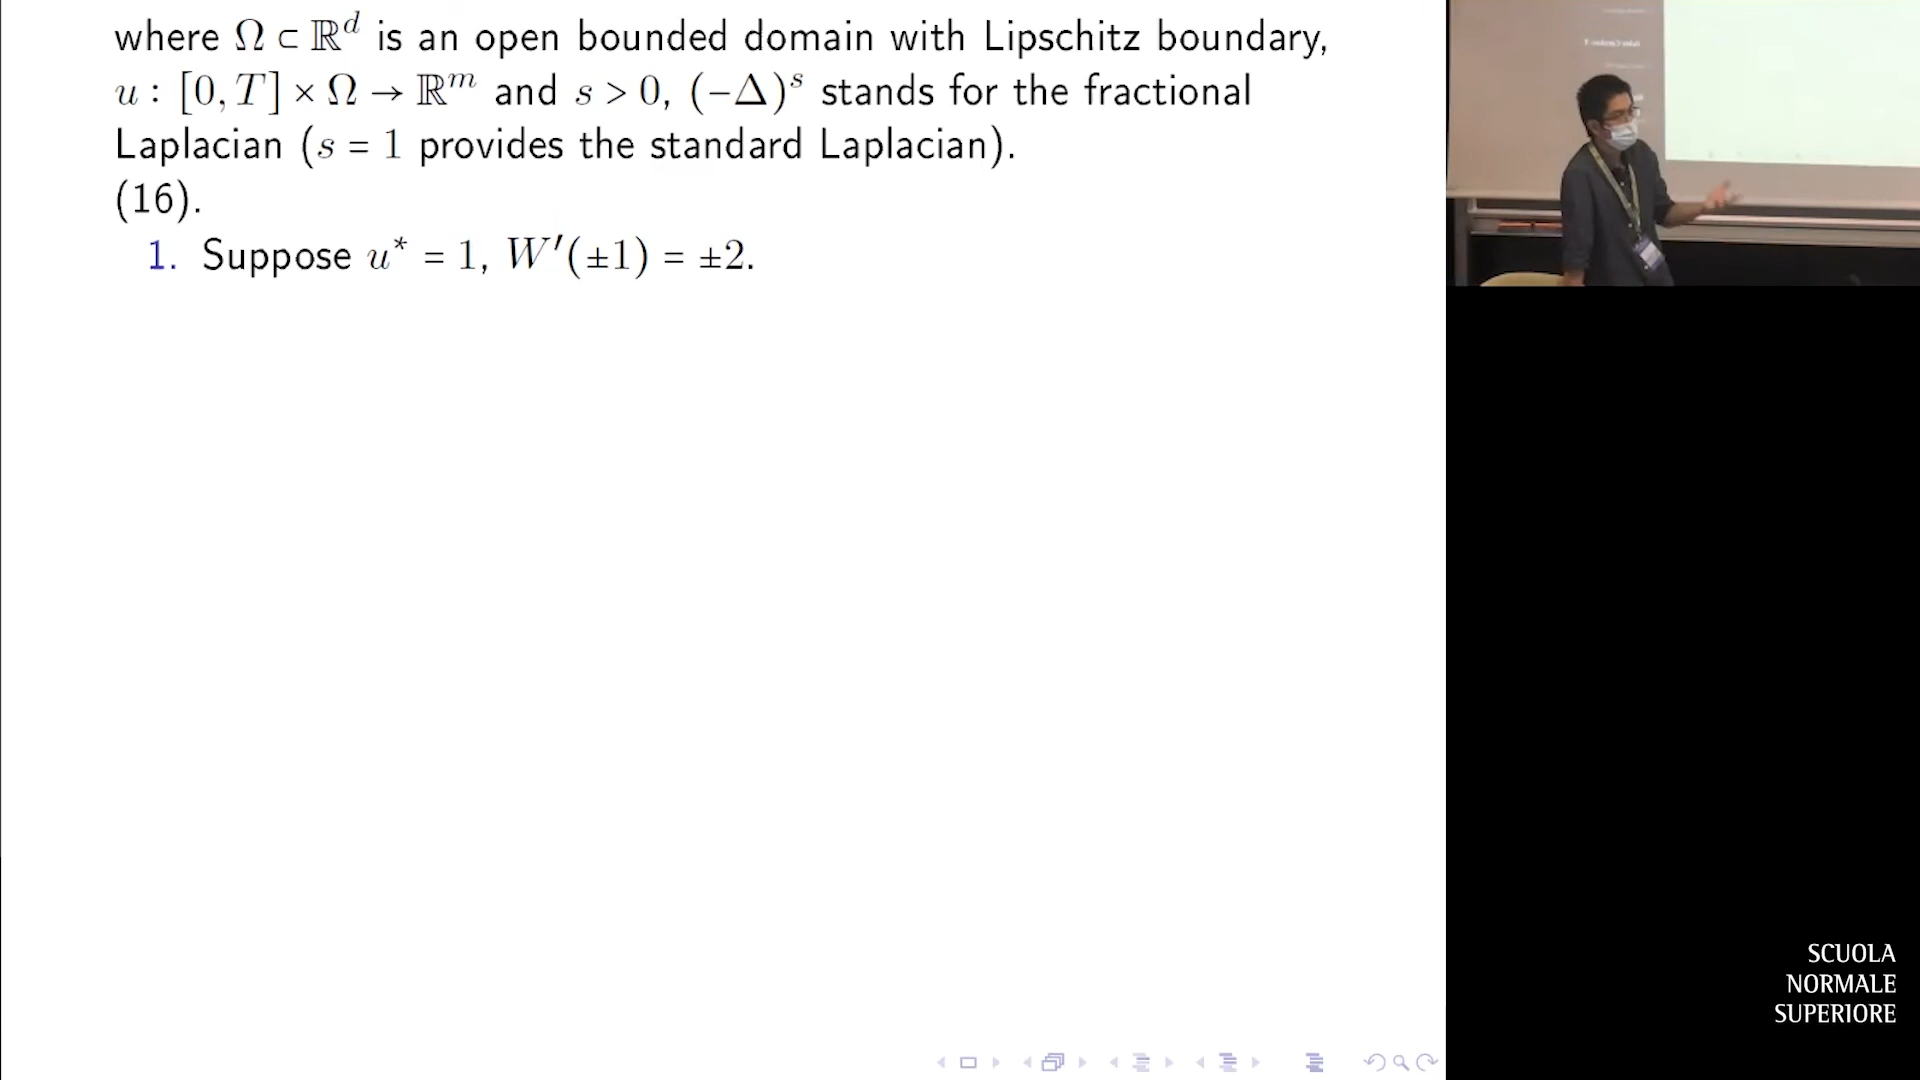 where Ω ⊂ ℝ^d is an open bounded domain with Lipschitz boundary,
u : [0, T] × Ω → ℝ^m and s > 0, (−Δ)^s stands for the fractional
Laplacian (s = 1 provides the standard Laplacian).
(16).
1. Suppose u* = 1, W′(±1) = ±2.
SCUOLA
NORMALE
SUPERIORE